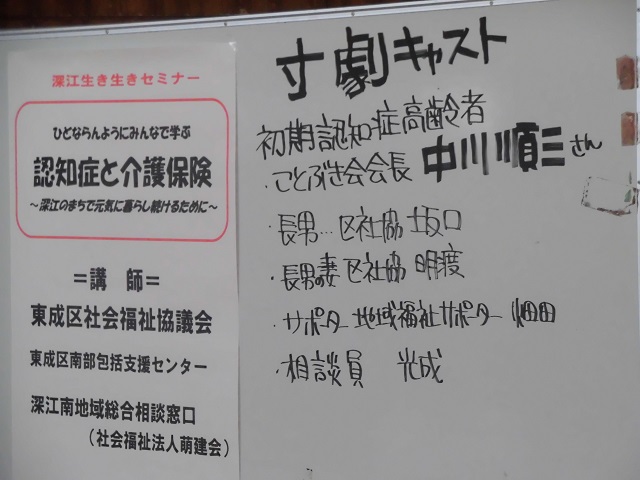 深江生き生きセミナー
ひどならんようにみんなで学ぶ
認知症と介護保険
～深江のまちで元気に暮らし続けるために～
＝講　師＝
東成区社会福祉協議会
東成区南部包括支援センター
深江南地域総合相談窓口
（社会福祉法人萌建会）
寸劇キャスト
初期認知症高齢者
・ことぶき会会長 中川順三さん
・長男…区社協 坂口
・長男の妻 区社協 明渡
・サポーター 地域福祉サポーター 畑田
・相談員 光成